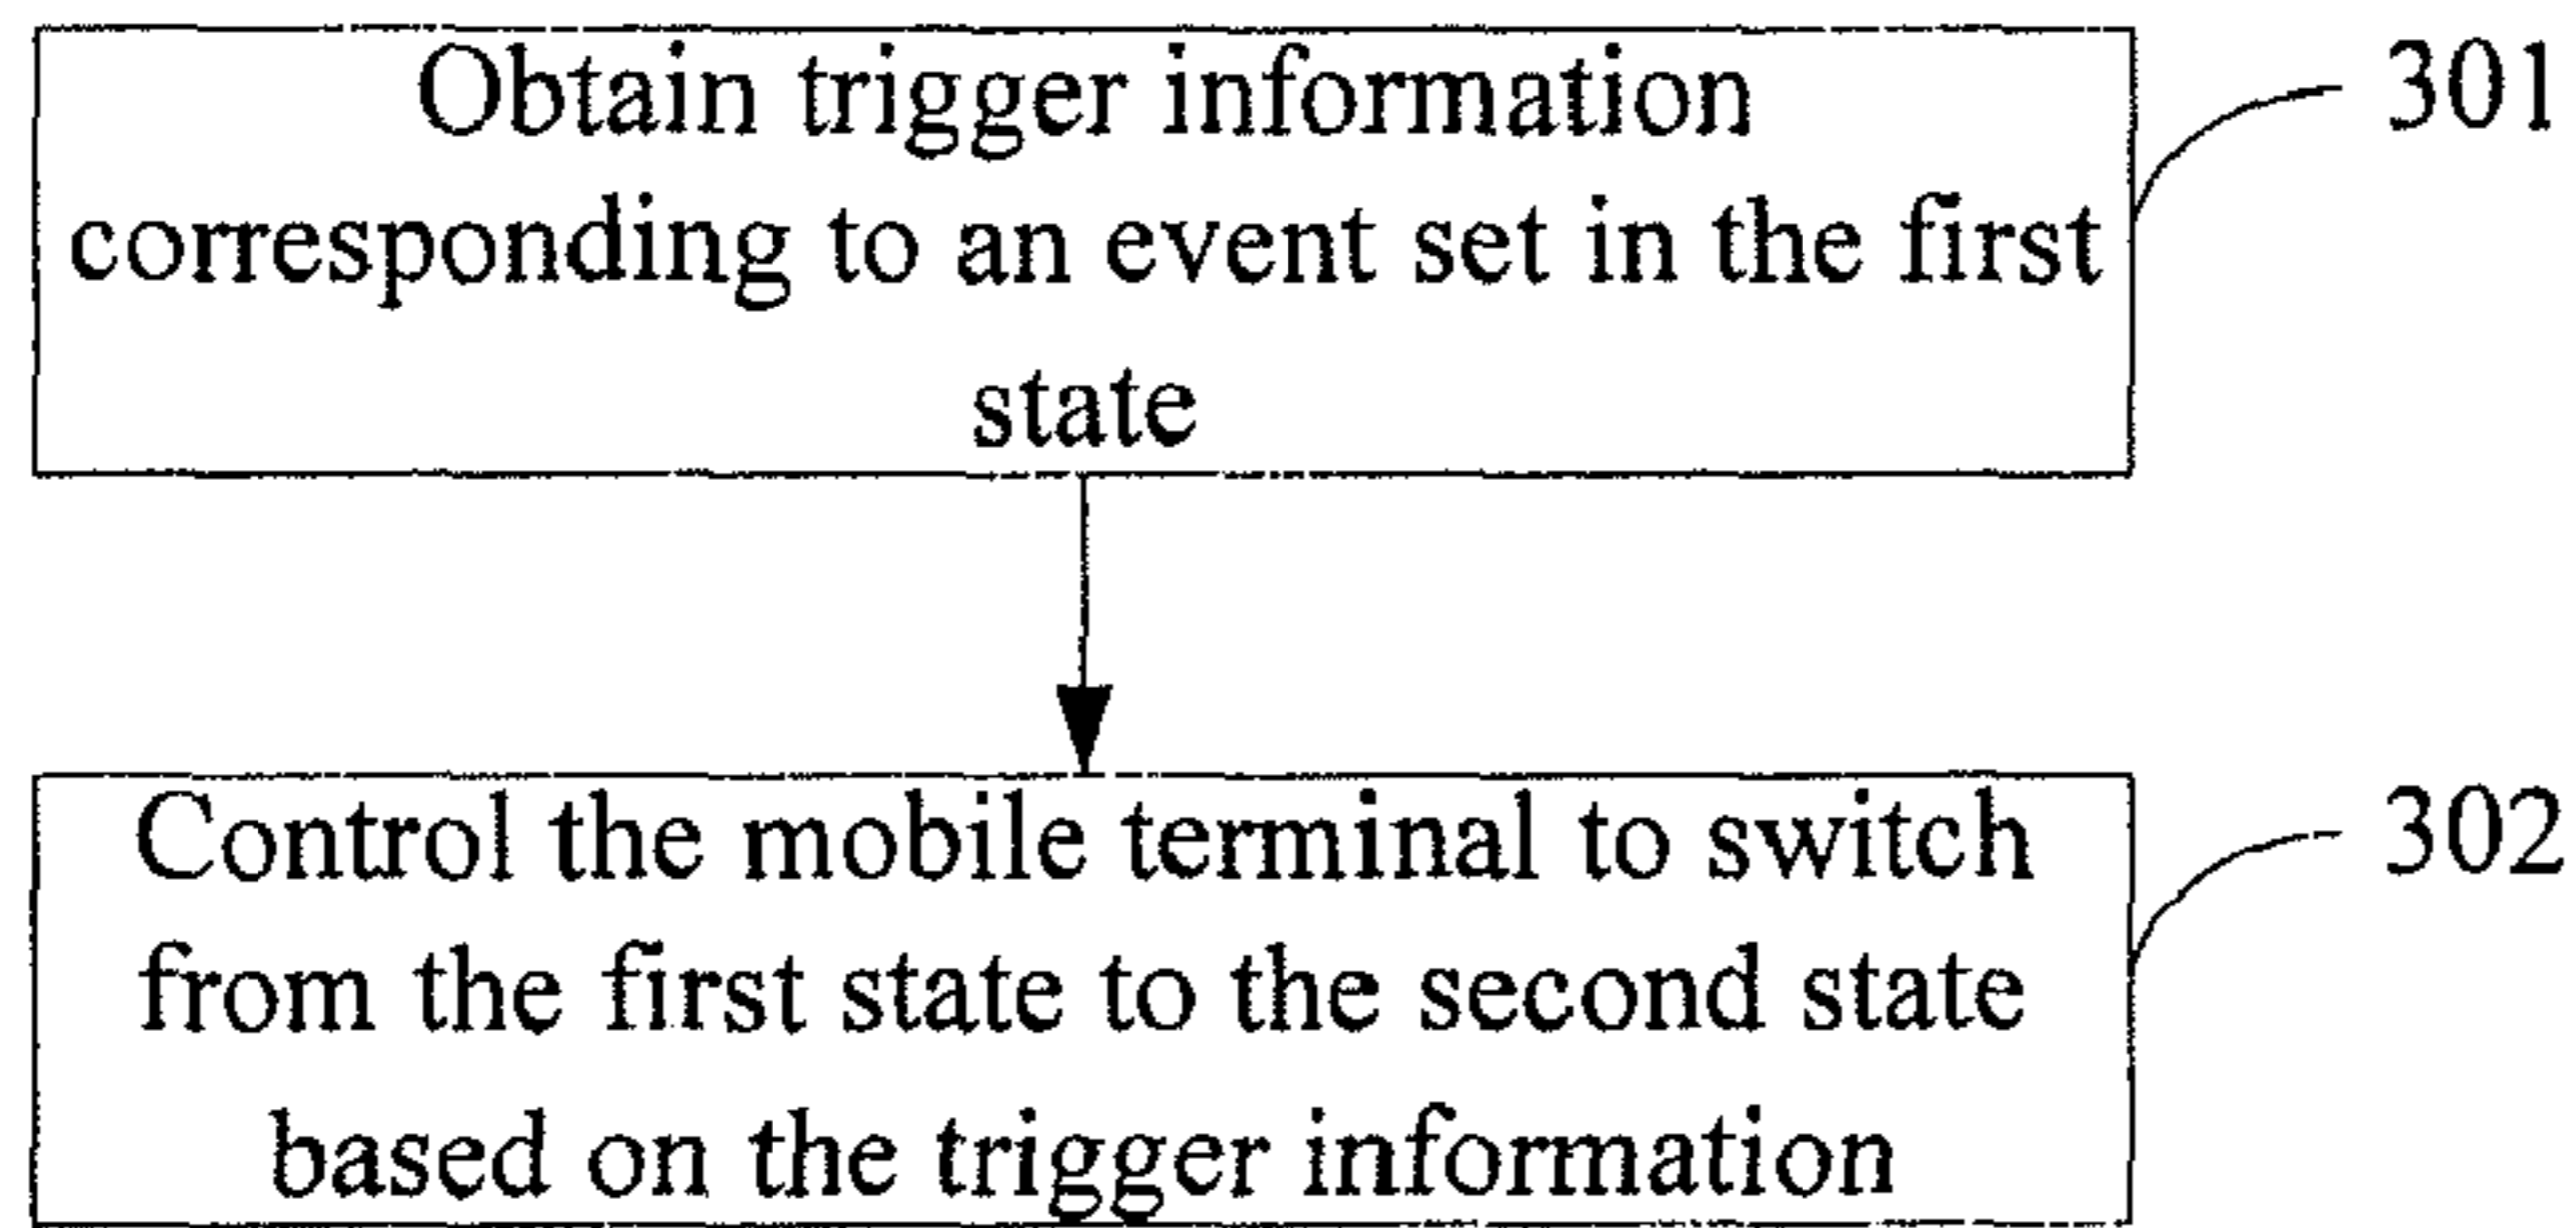 Obtain trigger information
corresponding to an event set in the first
state
301
Control the mobile terminal to switch
from the first state to the second state
based on the trigger information
302